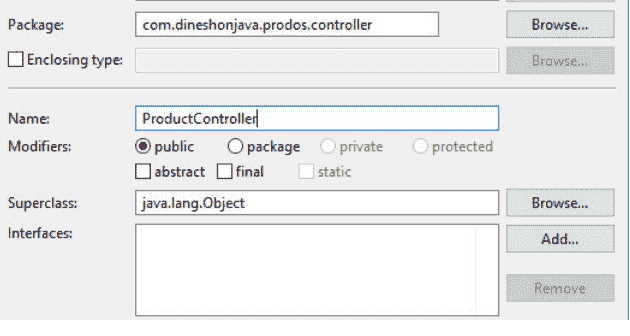 Package: com.dineshonjava.prodos.controller Browse...
Enclosing type: Browse...
Name: ProductController
Modifiers: public package private protected
abstract final static
Superclass: java.lang.Object Browse...
Interfaces: Add...
Remove